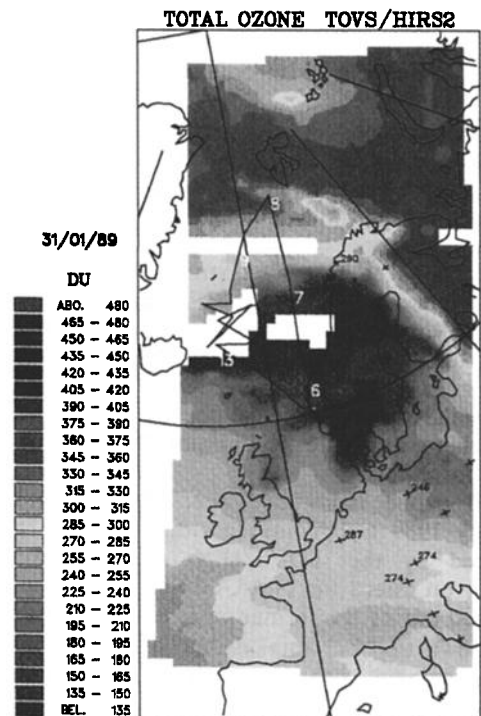 TOTAL OZONE TOVS/HIRS2
31/01/89
DU
ABO. 480
465 - 480
450 - 465
435 - 450
420 - 435
405 - 420
390 - 405
375 - 390
360 - 375
345 - 360
330 - 345
315 - 330
300 - 315
285 - 300
270 - 285
255 - 270
240 - 255
225 - 240
210 - 225
195 - 210
180 - 195
165 - 180
150 - 165
135 - 150
BEL. 135
290
7
6
287
274
274